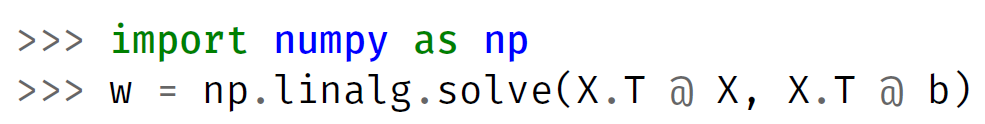 >>> import numpy as np
>>> w = np.linalg.solve(X.T @ X, X.T @ b)